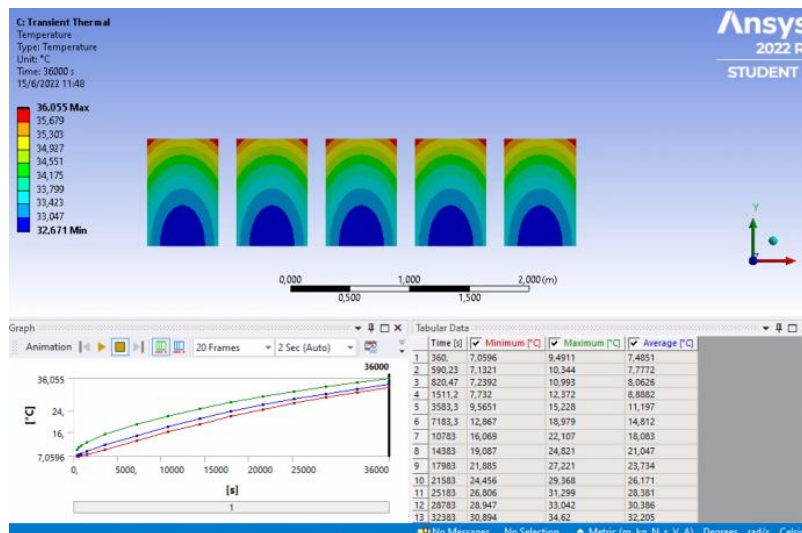 C: Transient Thermal
Temperature
Type: Temperature
Unit: °C
Time: 36000 s
15/6/2022 11:48
36,055 Max
35,679
35,303
34,927
34,551
34,175
33,799
33,423
33,047
32,671 Min
Ansys
2022 R
STUDENT
Y
0,000 1,000 2,000 (m)
0,500 1,500
Graph
Animation 20 Frames 2 Sec (Auto)
36000
36,055
24,
16,
7,0596
[°C]
0, 5000, 10000 15000 20000 25000 36000
[s]
1
Tabular Data
Time [s] Minimum [°C] Maximum [°C] Average [°C]
1 360, 7,0596 9,4911 7,4851
2 590,23 7,1321 10,344 7,7772
3 820,47 7,2392 10,993 8,0626
4 1511,2 7,732 12,372 8,8882
5 3583,3 9,5651 15,228 11,197
6 7183,3 12,867 18,979 14,812
7 10783 16,069 22,107 18,083
8 14383 19,087 24,821 21,047
9 17983 21,885 27,221 23,734
10 21583 24,456 29,368 26,171
11 25183 26,806 31,299 28,381
12 28783 28,947 33,042 30,386
13 32383 30,894 34,62 32,205
No Messages No Selection Metric (m, kg, N, s, V, A) Degrees rad/s Celsi